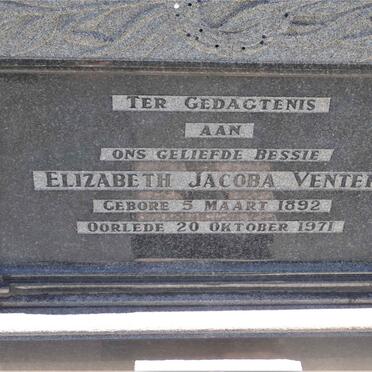 TER GEDAGTENIS
AAN
ONS GELIEFDE BESSIE
ELIZABETH JACOBA VENTER
GEBORE 5 MAART 1892
OORLEDE 20 OKTOBER 1971